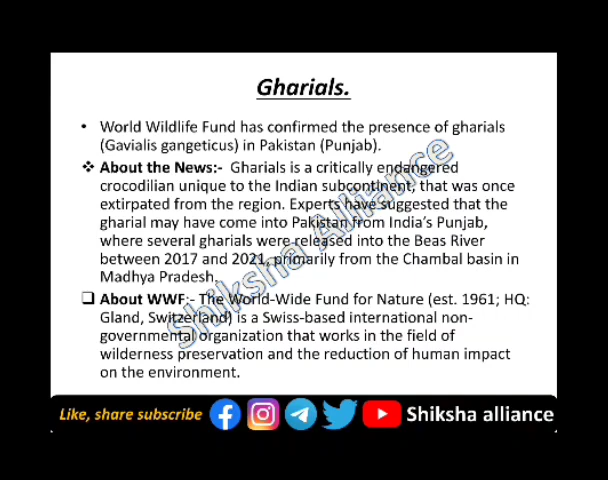 Gharials.
• World Wildlife Fund has confirmed the presence of gharials
(Gavialis gangeticus) in Pakistan (Punjab).
❖ About the News:- Gharials is a critically endangered
crocodilian unique to the Indian subcontinent, that was once
extirpated from the region. Experts have suggested that the
gharial may have come into Pakistan from India's Punjab,
where several gharials were released into the Beas River
between 2017 and 2021, primarily from the Chambal basin in
Madhya Pradesh.
❑ About WWF:- The World-Wide Fund for Nature (est. 1961; HQ:
Gland, Switzerland) is a Swiss-based international non-
governmental organization that works in the field of
wilderness preservation and the reduction of human impact
on the environment.
Shiksha Alliance
Like, share subscribe
Shiksha alliance